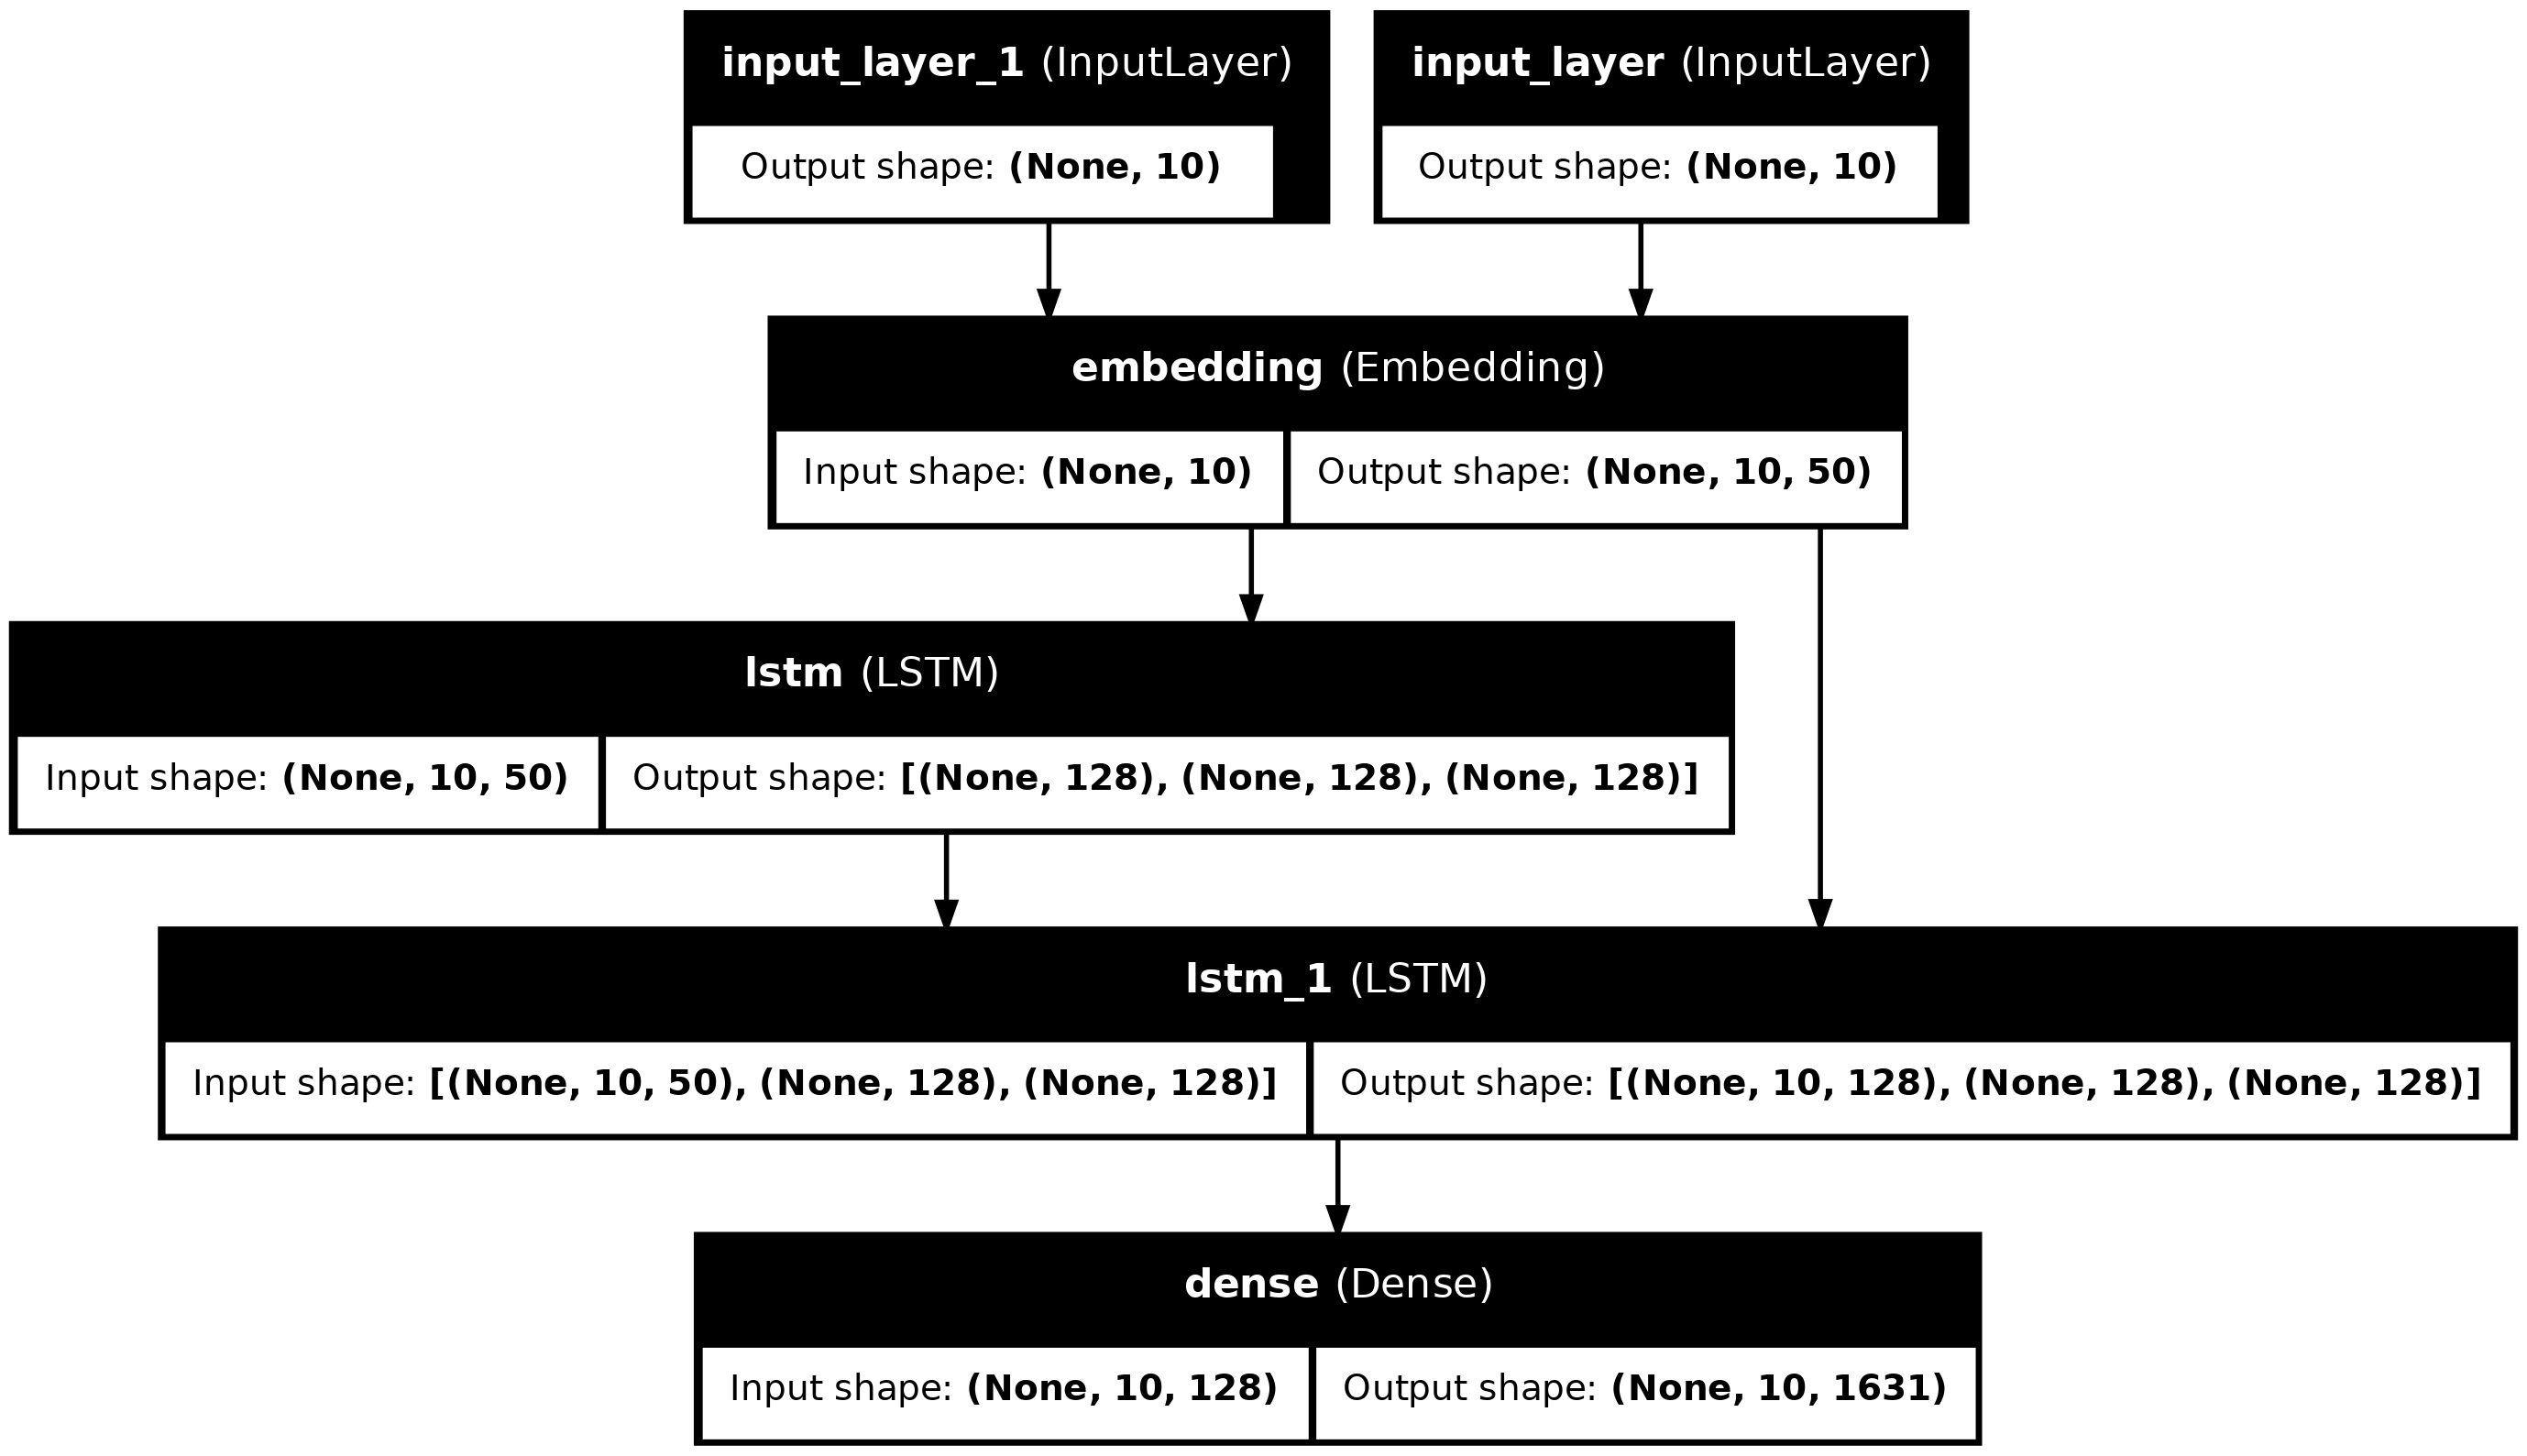 input_layer_1 (InputLayer)
Output shape: (None, 10)
input_layer (InputLayer)
Output shape: (None, 10)
embedding (Embedding)
Input shape: (None, 10)
Output shape: (None, 10, 50)
lstm (LSTM)
Input shape: (None, 10, 50)
Output shape: [(None, 128), (None, 128), (None, 128)]
lstm_1 (LSTM)
Input shape: [(None, 10, 50), (None, 128), (None, 128)]
Output shape: [(None, 10, 128), (None, 128), (None, 128)]
dense (Dense)
Input shape: (None, 10, 128)
Output shape: (None, 10, 1631)